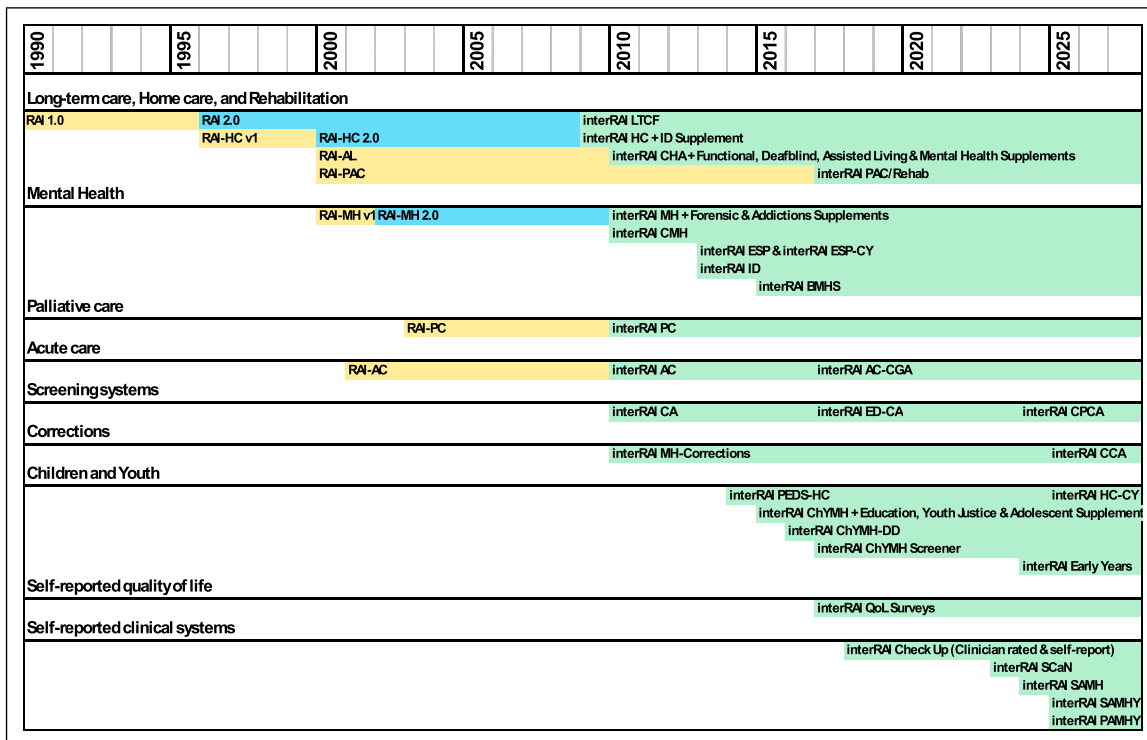 1990 1995 2000 2005 2010 2015 2020 2025
Long-term care, Home care, and Rehabilitation
RAI 1.0 RAI 2.0 interRAI LTCF
RAI-HC v1 RAI-HC 2.0 interRAI HC + ID Supplement
RAI-AL interRAI CHA + Functional, Deafblind, Assisted Living & Mental Health Supplements
RAI-PAC interRAI PAC/Rehab
Mental Health
RAI-MH v1 RAI-MH 2.0 interRAI MH + Forensic & Addictions Supplements
interRAI CMH
interRAI ESP & interRAI ESP-CY
interRAI ID
interRAI BMHS
Palliative care
RAI-PC interRAI PC
Acute care
RAI-AC interRAI AC interRAI AC-CGA
Screening systems
interRAI CA interRAI ED-CA interRAI CPCA
Corrections
interRAI MH-Corrections interRAI CCA
Children and Youth
interRAI PEDS-HC interRAI HC-CY
interRAI ChYMH + Education, Youth Justice & Adolescent Supplement
interRAI ChYMH-DD
interRAI ChYMH Screener
interRAI Early Years
Self-reported quality of life
interRAI QoL Surveys
Self-reported clinical systems
interRAI Check Up (Clinician rated & self-report)
interRAI SCaN
interRAI SAMH
interRAI SAMHY
interRAI PAMHY